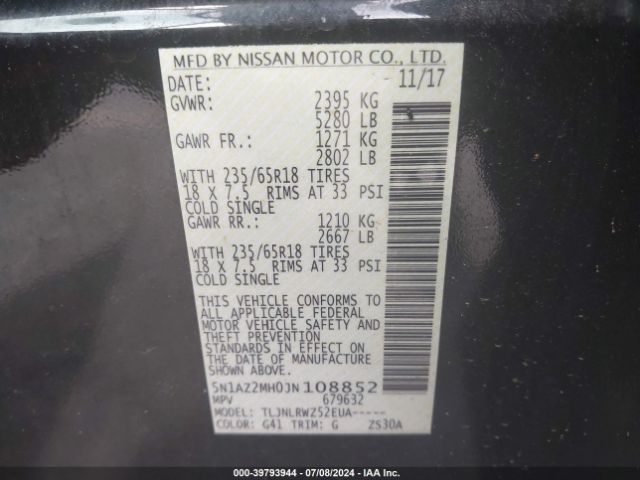 MFD BY NISSAN MOTOR CO., LTD.
DATE: 11/17
GVWR: 2395 KG
5280 LB
GAWR FR.: 1271 KG
2802 LB
WITH 235/65R18 TIRES
18 X 7.5 RIMS AT 33 PSI
COLD SINGLE
GAWR RR.: 1210 KG
2667 LB
WITH 235/65R18 TIRES
18 X 7.5 RIMS AT 33 PSI
COLD SINGLE
THIS VEHICLE CONFORMS TO
ALL APPLICABLE FEDERAL
MOTOR VEHICLE SAFETY AND
THEFT PREVENTION
STANDARDS IN EFFECT ON
THE DATE OF MANUFACTURE
SHOWN ABOVE.
5N1AZ2MH0JN108852
MPV 679632
MODEL: TLJNLRWZ52EUA-----
COLOR: G41 TRIM: G ZS30A
000-39793944 / 07/08/2024 - IAA Inc.